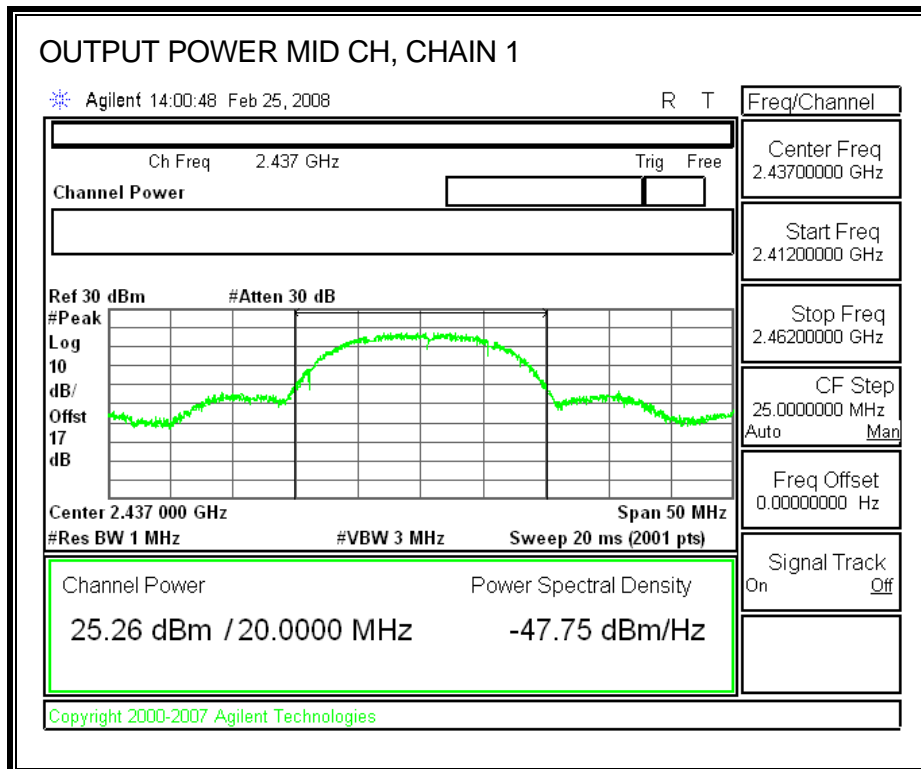 OUTPUT POWER MID CH, CHAIN 1
Agilent 14:00:48 Feb 25, 2008 R T
Ch Freq 2.437 GHz Trig Free
Channel Power
Ref 30 dBm #Atten 30 dB
#Peak
Log
10
dB/
Offst
17
dB
Center 2.437 000 GHz Span 50 MHz
#Res BW 1 MHz #VBW 3 MHz Sweep 20 ms (2001 pts)
Channel Power Power Spectral Density
25.26 dBm / 20.0000 MHz -47.75 dBm/Hz
Copyright 2000-2007 Agilent Technologies
Freq/Channel
Center Freq
2.43700000 GHz
Start Freq
2.41200000 GHz
Stop Freq
2.46200000 GHz
CF Step
25.0000000 MHz
Auto Man
Freq Offset
0.00000000 Hz
Signal Track
On Off